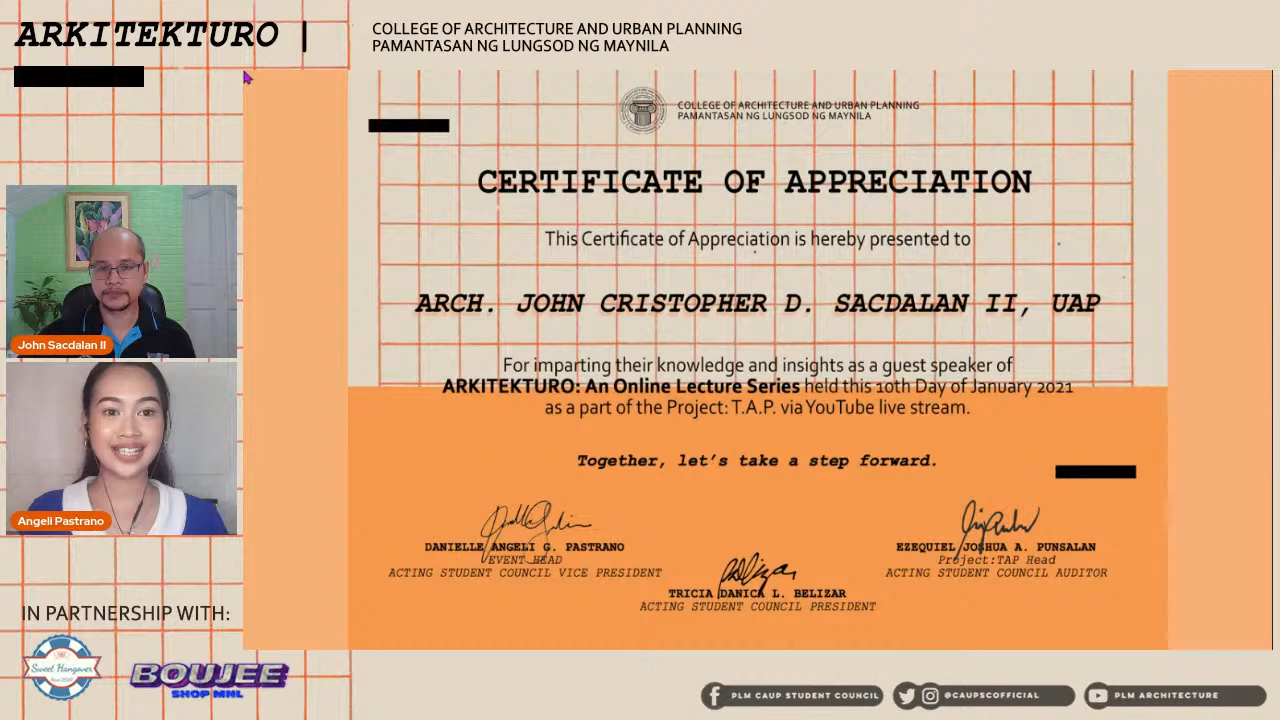 ARKITEKTURO |
COLLEGE OF ARCHITECTURE AND URBAN PLANNING
PAMANTASAN NG LUNGSOD NG MAYNILA
COLLEGE OF ARCHITECTURE AND URBAN PLANNING
PAMANTASAN NG LUNGSOD NG MAYNILA
CERTIFICATE OF APPRECIATION
This Certificate of Appreciation is hereby presented to
ARCH. JOHN CRISTOPHER D. SACDALAN II, UAP
For imparting their knowledge and insights as a guest speaker of
ARKITEKTURO: An Online Lecture Series held this 10th Day of January 2021
as a part of the Project: T.A.P. via YouTube live stream.
Together, let's take a step forward.
DANIELLE ANGELI G. PASTRANO
EVENT HEAD
ACTING STUDENT COUNCIL VICE PRESIDENT
TRICIA DANICA L. BELIZAR
ACTING STUDENT COUNCIL PRESIDENT
EZEQUIEL JOSHUA A. PUNSALAN
Project:TAP Head
ACTING STUDENT COUNCIL AUDITOR
John Sacdalan II
Angeli Pastrano
IN PARTNERSHIP WITH:
Sweet Hangover
BOUJEE
SHOP MNL
PLM CAUP STUDENT COUNCIL
@CAUPSCOFFICIAL
PLM ARCHITECTURE